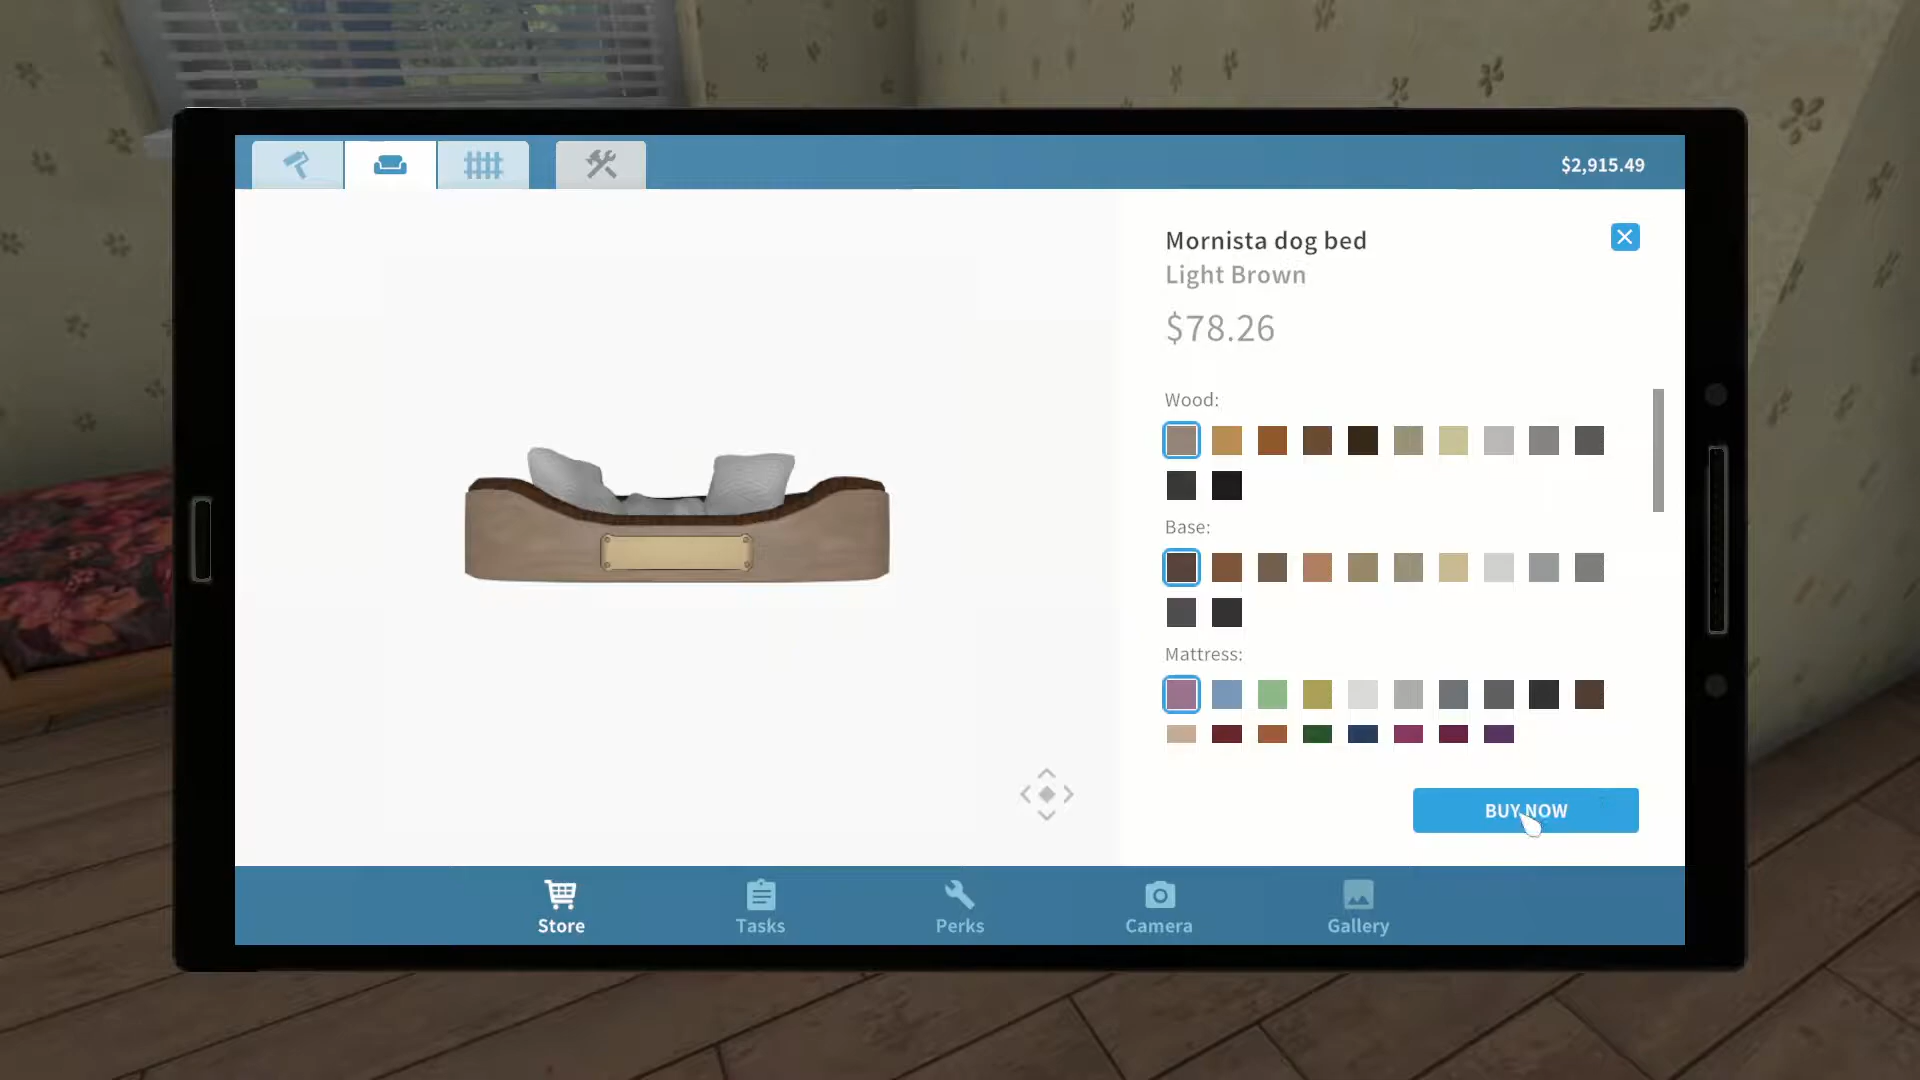 $2,915.49
Mornista dog bed
Light Brown
$78.26
Wood:
Base:
Mattress:
BUY NOW
Store
Tasks
Perks
Camera
Gallery